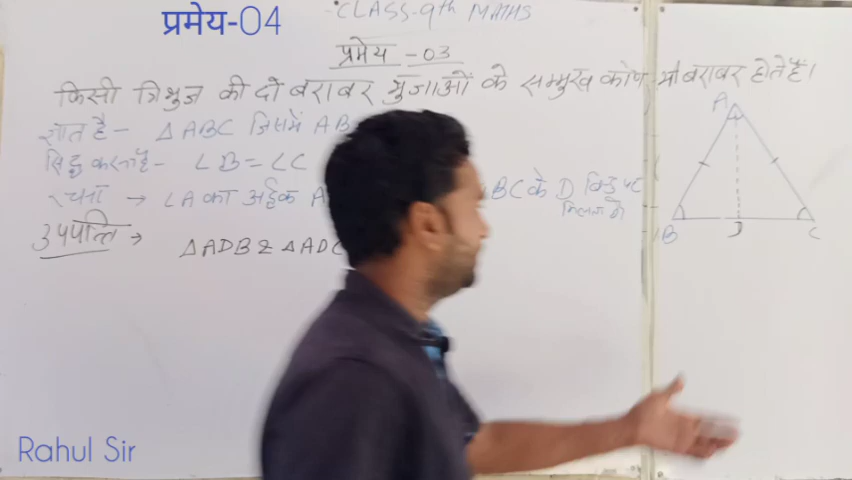 प्रमेय-04
-CLASS-9th MATHS
प्रमेय -03
किसी त्रिभुज की दो बराबर भुजाओं के सम्मुख कोण भी बराबर होते हैं।
ज्ञात है- △ABC जिसमें AB
सिद्ध करना है- ∠B=∠C
रचना → ∠A का अर्द्धक A BC के D बिन्दु पर
मिलता है
उपपत्ति →
△ADB ≅ △ADC
A
B
D
C
Rahul Sir